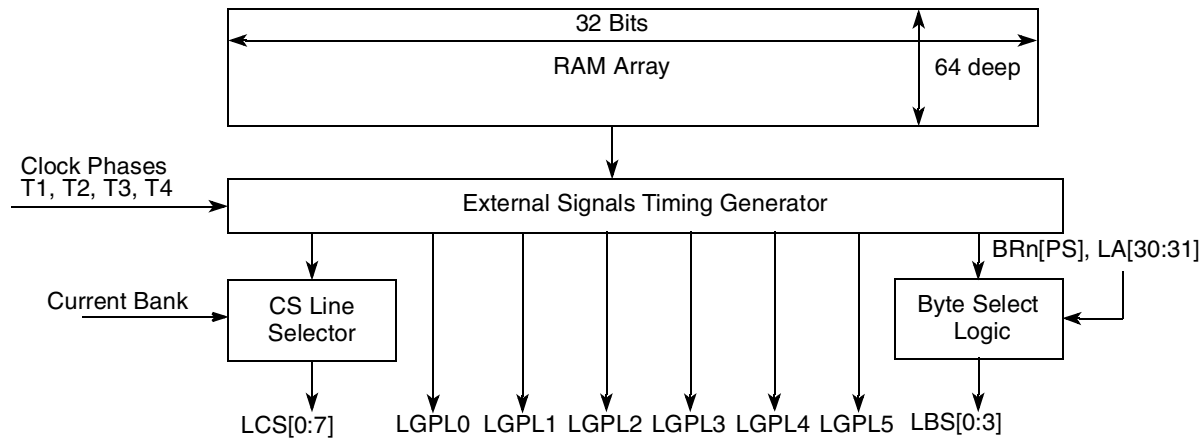 32 Bits
RAM Array
64 deep
Clock Phases
T1, T2, T3, T4
External Signals Timing Generator
BRn[PS], LA[30:31]
Current Bank
CS Line
Selector
Byte Select
Logic
LCS[0:7]
LGPL0 LGPL1 LGPL2 LGPL3 LGPL4 LGPL5
LBS[0:3]